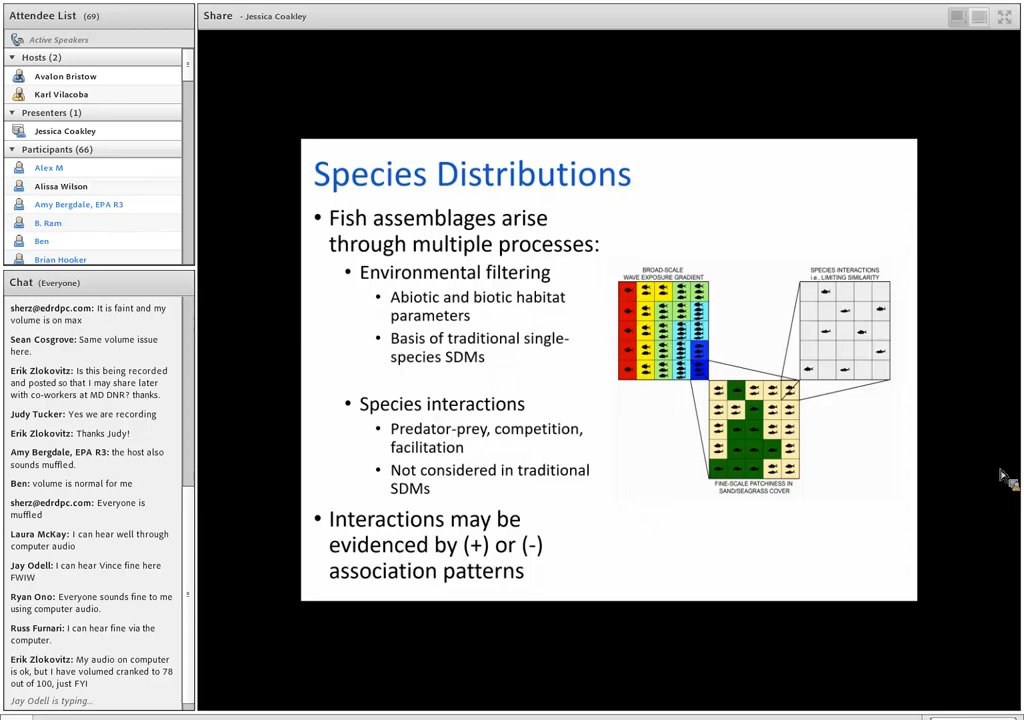 Attendee List (69)
Active Speakers
Hosts (2)
Avalon Bristow
Karl Vilacoba
Presenters (1)
Jessica Coakley
Participants (66)
Alex M
Alissa Wilson
Amy Bergdale, EPA R3
B. Ram
Ben
Brian Hooker
Chat (Everyone)
sherz@edrdpc.com: It is faint and my
volume is on max
Sean Cosgrove: Same volume issue
here.
Erik Zlokovitz: Is this being recorded
and posted so that I may share later
with co-workers at MD DNR? thanks.
Judy Tucker: Yes we are recording
Erik Zlokovitz: Thanks Judy!
Amy Bergdale, EPA R3: the host also
sounds muffled.
Ben: volume is normal for me
sherz@edrdpc.com: Everyone is
muffled
Laura McKay: I can hear well through
computer audio
Jay Odell: I can hear Vince fine here
FWIW
Ryan Ono: Everyone sounds fine to me
using computer audio.
Russ Furnari: I can hear fine via the
computer.
Erik Zlokovitz: My audio on computer
is ok, but I have volumed cranked to 78
out of 100, just FYI
Jay Odell is typing...
Share - Jessica Coakley
Species Distributions
• Fish assemblages arise
through multiple processes:
• Environmental filtering
• Abiotic and biotic habitat
parameters
• Basis of traditional single-
species SDMs
• Species interactions
• Predator-prey, competition,
facilitation
• Not considered in traditional
SDMs
• Interactions may be
evidenced by (+) or (-)
association patterns
BROAD-SCALE
WAVE EXPOSURE GRADIENT
SPECIES INTERACTIONS
i.e., LIMITING SIMILARITY
FINE-SCALE PATCHINESS IN
SAND/SEAGRASS COVER